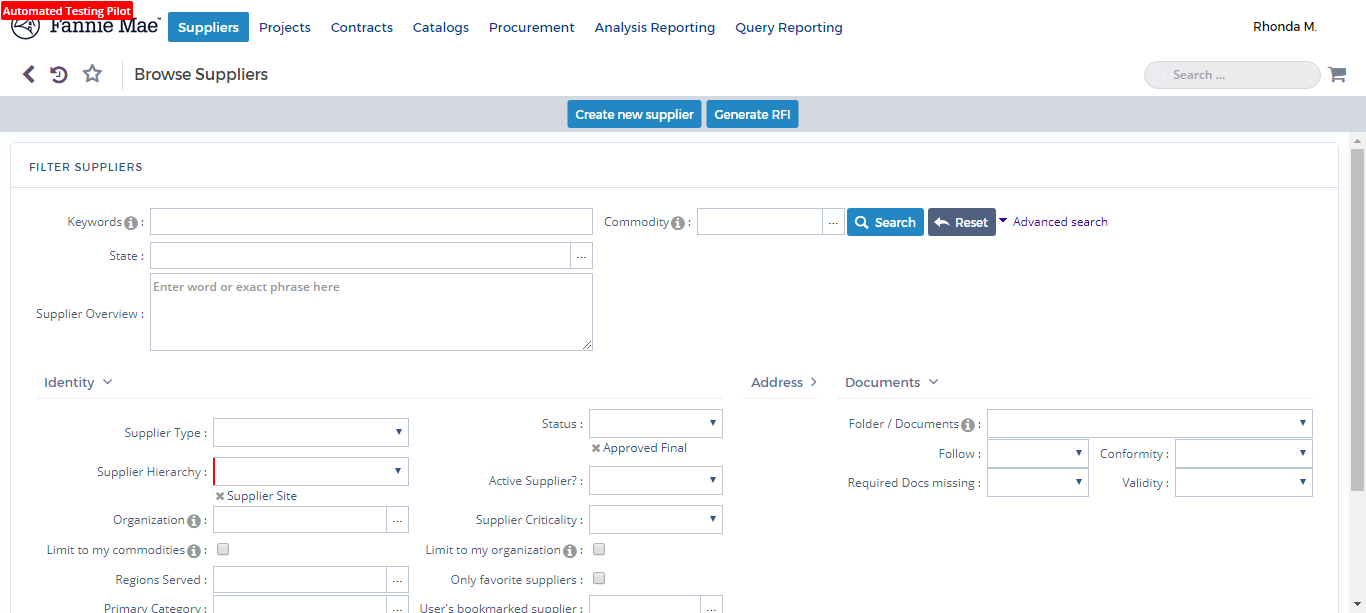 Automated Testing Pilot
Fannie Mae
Suppliers Projects Contracts Catalogs Procurement Analysis Reporting Query Reporting Rhonda M.
Browse Suppliers Search ...
Create new supplier Generate RFI
FILTER SUPPLIERS
Keywords : Commodity : ... Search Reset Advanced search
State : ...
Supplier Overview : Enter word or exact phrase here
Identity Address Documents
Supplier Type : Status : Folder / Documents :
Approved Final
Supplier Hierarchy : Active Supplier? : Follow : Conformity :
Supplier Site Required Docs missing : Validity :
Organization : ... Supplier Criticality :
Limit to my commodities : Limit to my organization :
Regions Served : ... Only favorite suppliers :
Primary Category : ... User's bookmarked supplier : ...